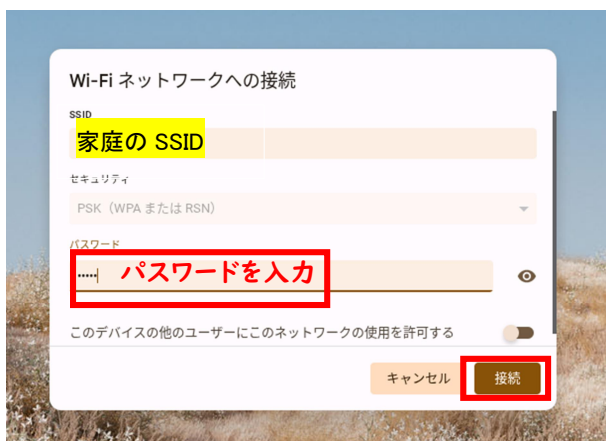 Wi-Fi ネットワークへの接続
SSID
家庭の SSID
セキュリティ
PSK（WPA または RSN）
パスワード
•••••
パスワードを入力
このデバイスの他のユーザーにこのネットワークの使用を許可する
キャンセル
接続